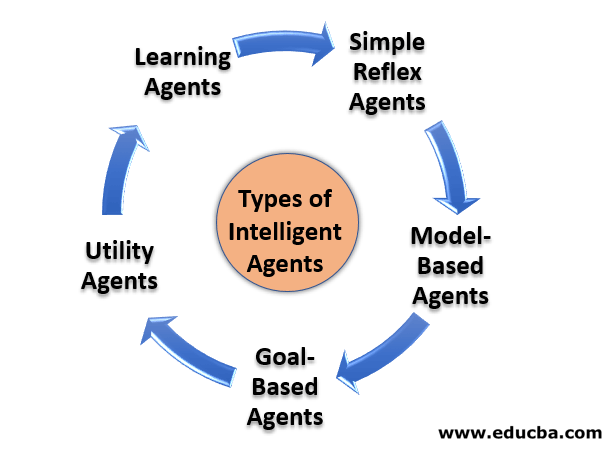 Learning
Agents
Simple
Reflex
Agents
Types of
Intelligent
Agents
Model-
Based
Agents
Utility
Agents
Goal-
Based
Agents
www.educba.com